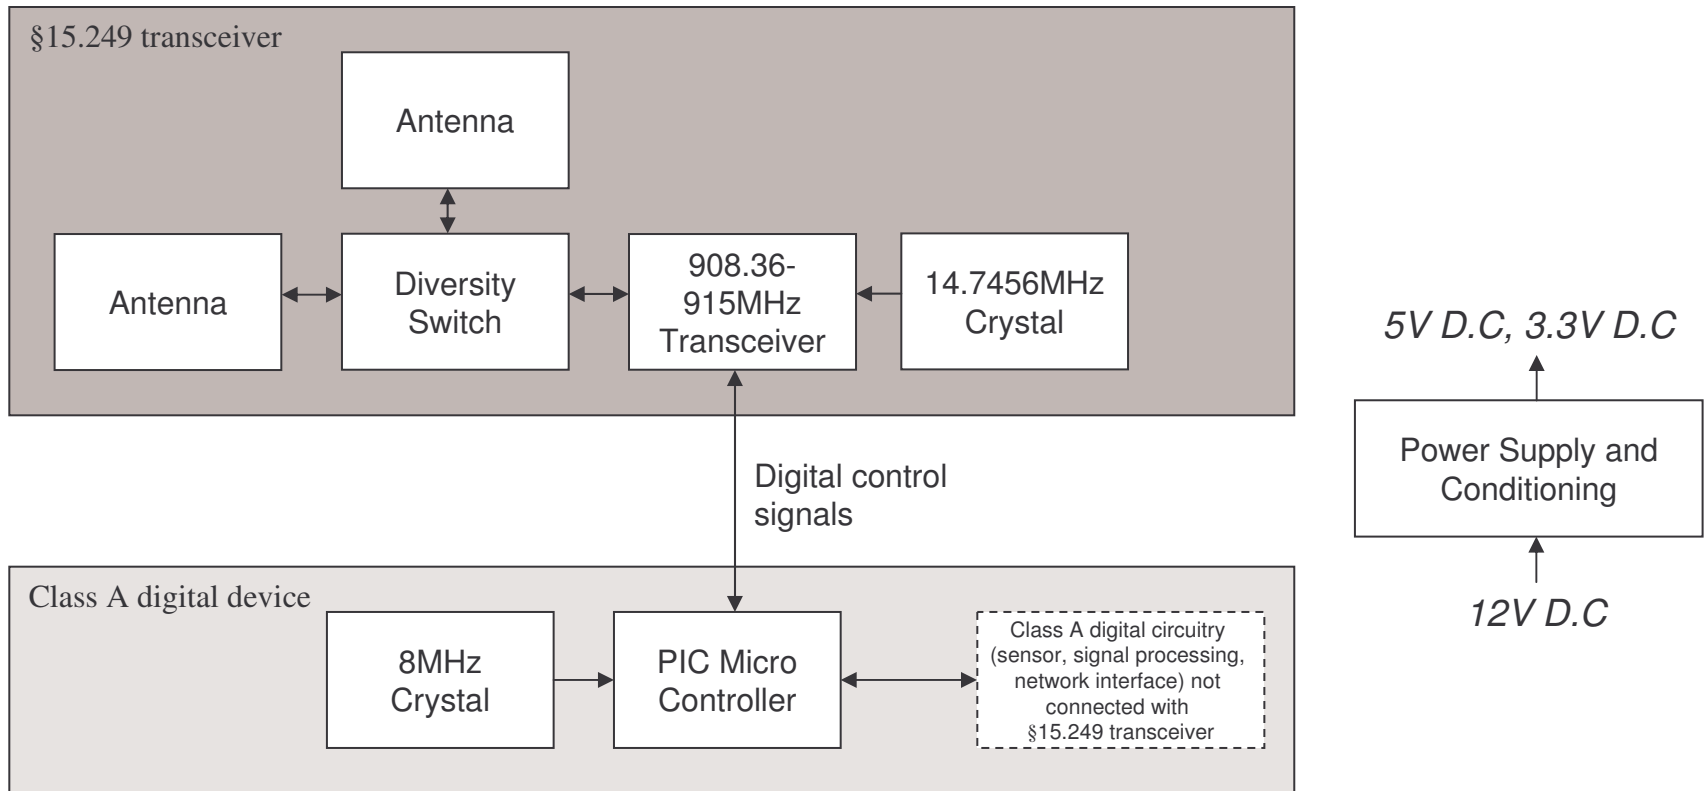 §15.249 transceiver
Antenna
Antenna
Diversity
Switch
908.36-
915MHz
Transceiver
14.7456MHz
Crystal
5V D.C, 3.3V D.C
Power Supply and
Conditioning
12V D.C
Digital control
signals
Class A digital device
8MHz
Crystal
PIC Micro
Controller
Class A digital circuitry
(sensor, signal processing,
network interface) not
connected with
§15.249 transceiver